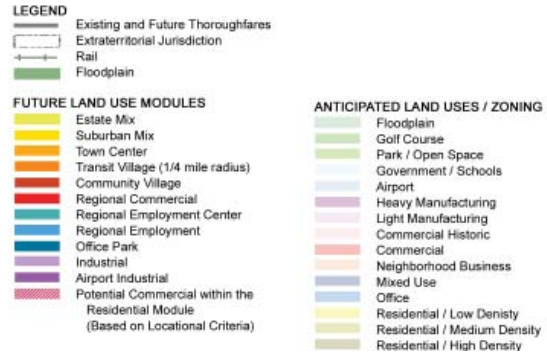 LEGEND
Existing and Future Thoroughfares
Extraterritorial Jurisdiction
Rail
Floodplain
FUTURE LAND USE MODULES
Estate Mix
Suburban Mix
Town Center
Transit Village (1/4 mile radius)
Community Village
Regional Commercial
Regional Employment Center
Regional Employment
Office Park
Industrial
Airport Industrial
Potential Commercial within the
Residential Module
(Based on Locational Criteria)
ANTICIPATED LAND USES / ZONING
Floodplain
Golf Course
Park / Open Space
Government / Schools
Airport
Heavy Manufacturing
Light Manufacturing
Commercial Historic
Commercial
Neighborhood Business
Mixed Use
Office
Residential / Low Denisty
Residential / Medium Density
Residential / High Density